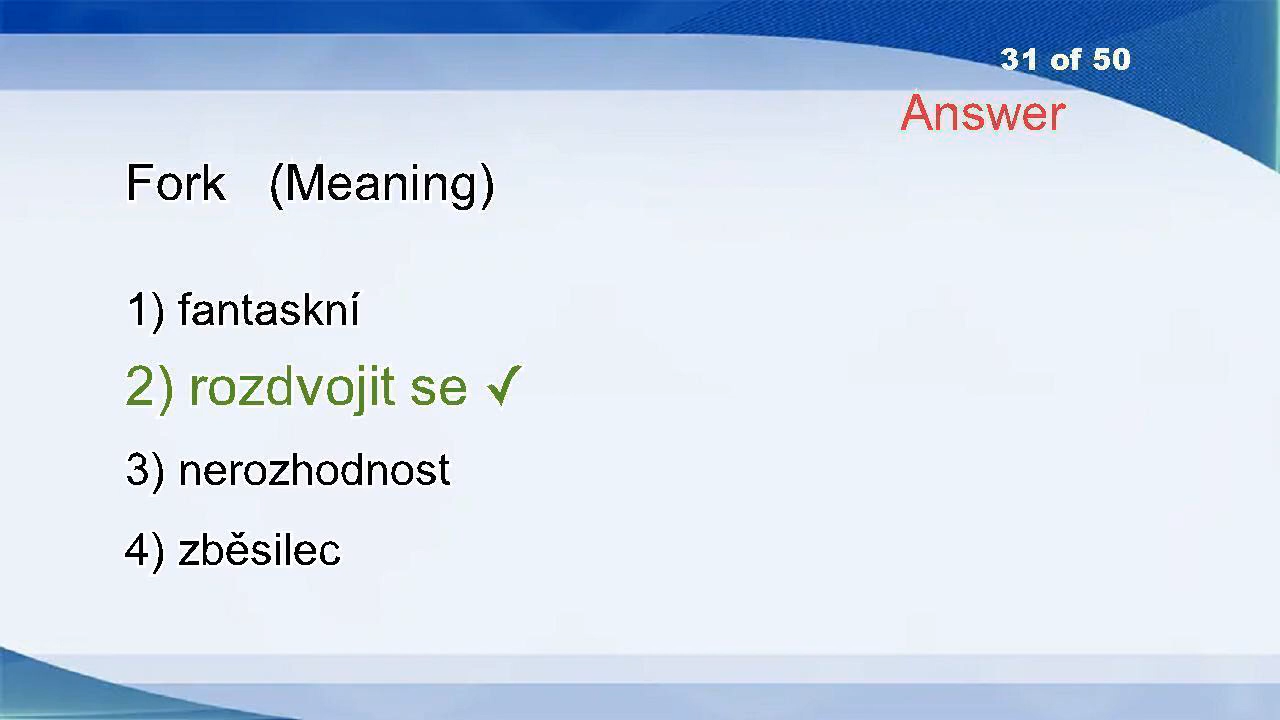 31 of 50
Answer
Fork (Meaning)
1) fantaskní
2) rozdvojit se ✓
3) nerozhodnost
4) zběsilec